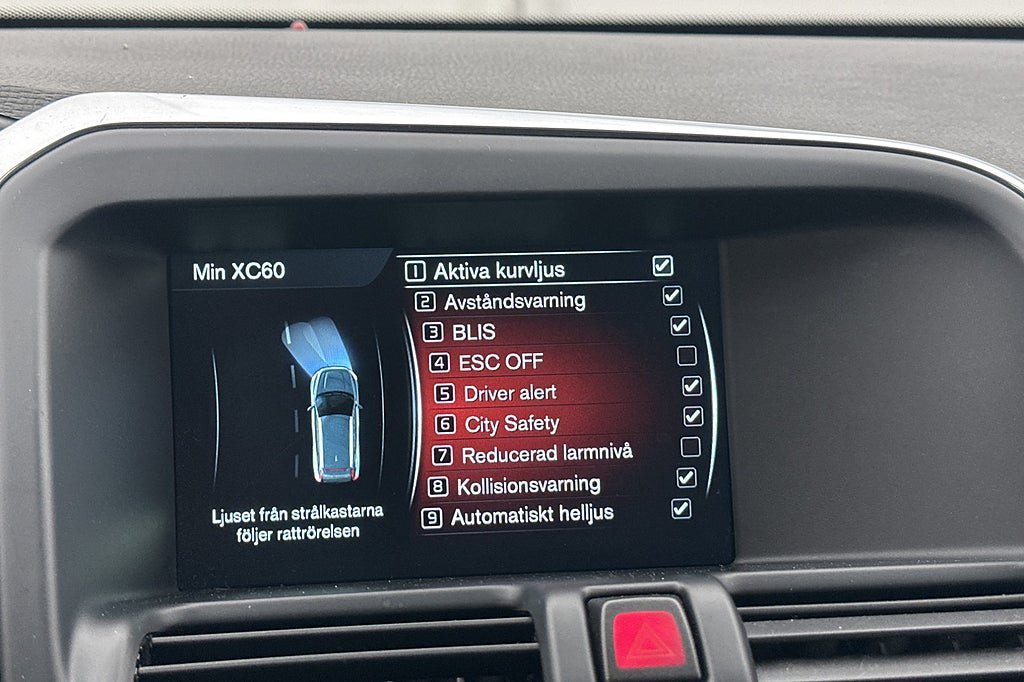 Min XC60
1 Aktiva kurvljus
2 Avståndsvarning
3 BLIS
4 ESC OFF
5 Driver alert
6 City Safety
7 Reducerad larmnivå
8 Kollisionsvarning
9 Automatiskt helljus
Ljuset från strålkastarna
följer rattrörelsen